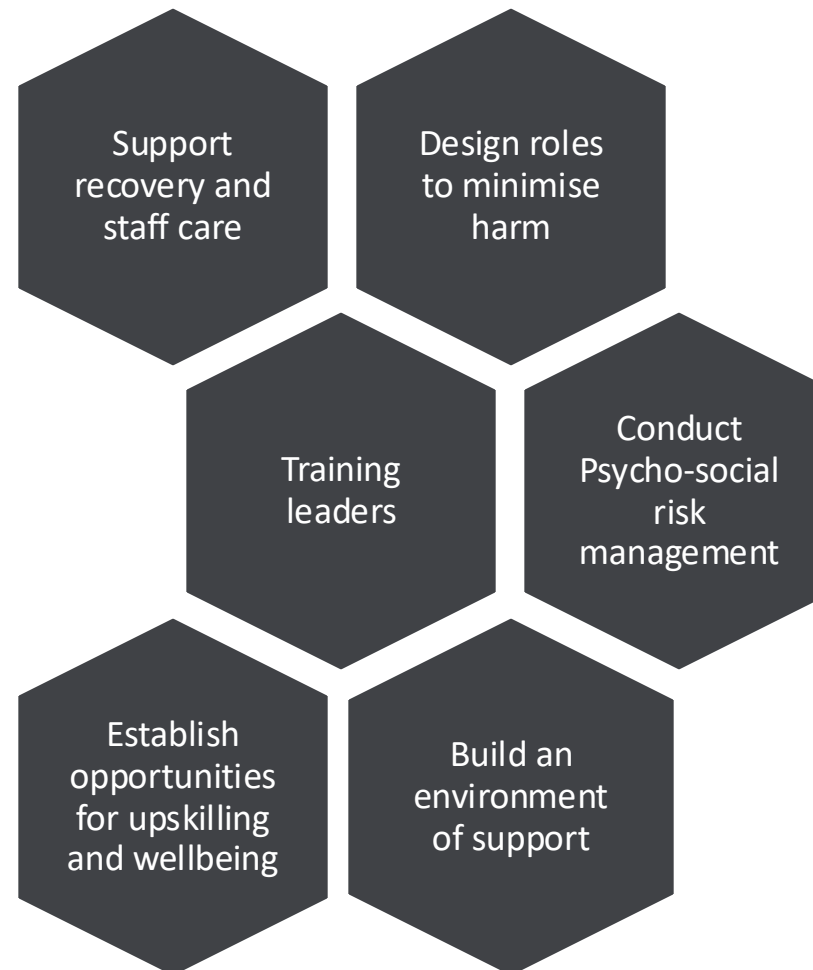 Support
recovery and
staff care
Design roles
to minimise
harm
Training
leaders
Conduct
Psycho-social
risk
management
Establish
opportunities
for upskilling
and wellbeing
Build an
environment
of support